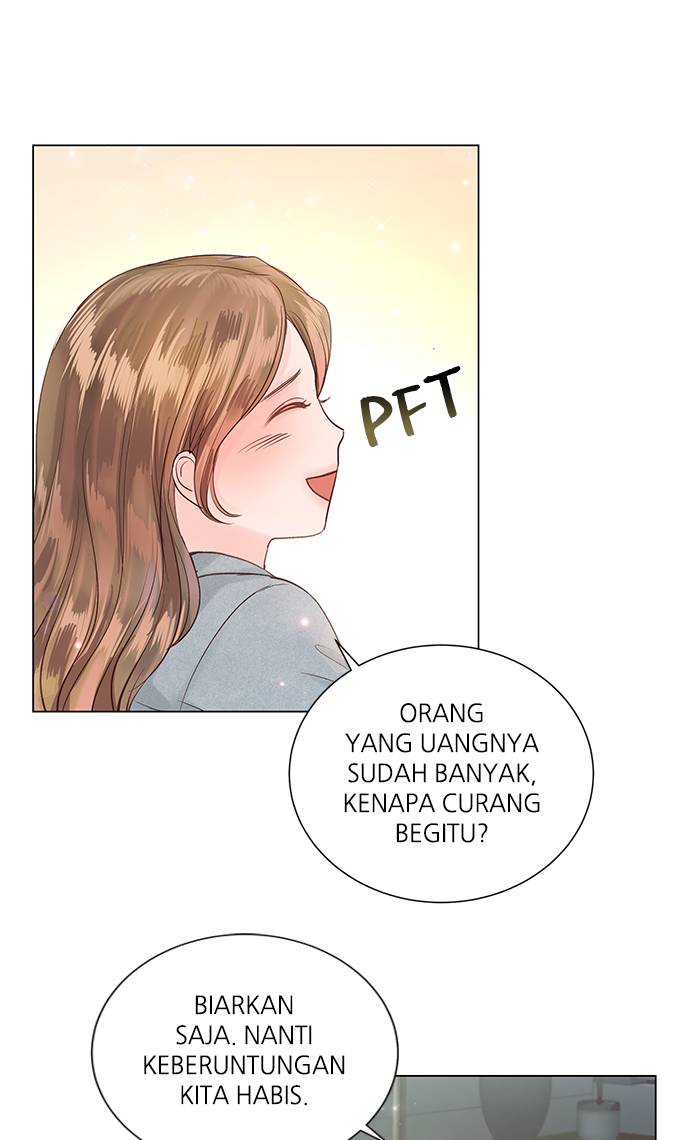 PFT
ORANG
YANG UANGNYA
SUDAH BANYAK,
KENAPA CURANG
BEGITU?
BIARKAN
SAJA. NANTI
KEBERUNTUNGAN
KITA HABIS.